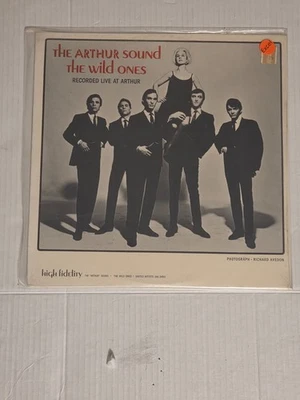 THE ARTHUR SOUND
THE WILD ONES
RECORDED LIVE AT ARTHUR
PHOTOGRAPH · RICHARD AVEDON
high fidelity